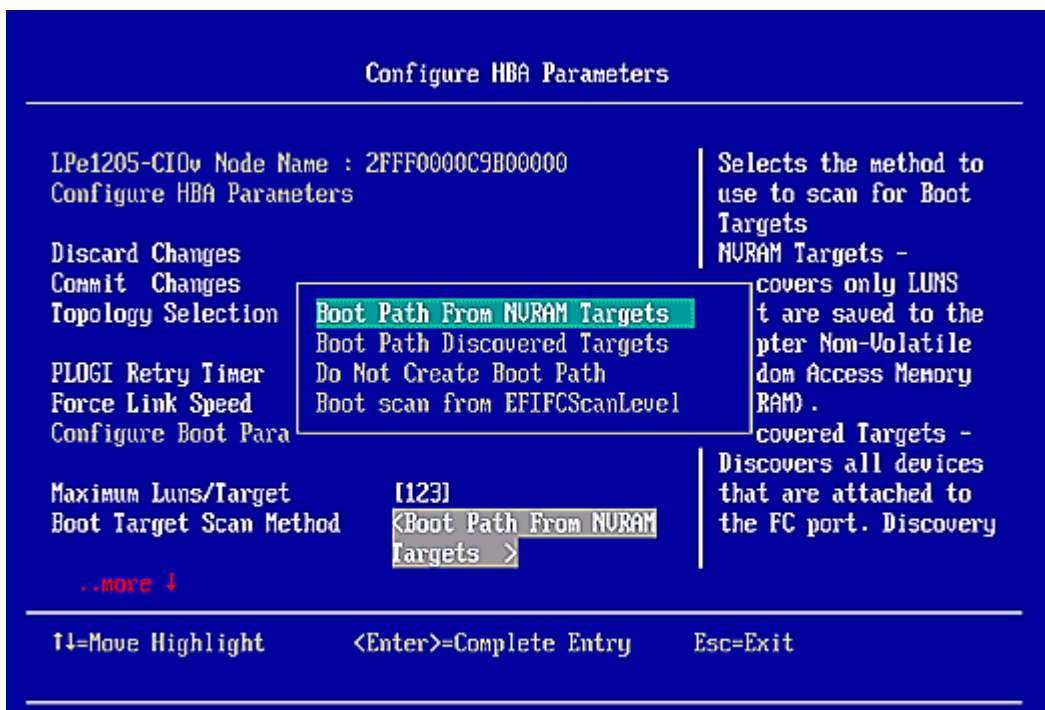 Configure HBA Parameters
LPe1205-CIOv Node Name : 2FFF0000C9B00000
Configure HBA Parameters
Discard Changes
Commit Changes
Topology Selection
PLOGI Retry Timer
Force Link Speed
Configure Boot Para
Maximum Luns/Target [123]
Boot Target Scan Method <Boot Path From NVRAM
Targets >
..more ↓
Boot Path From NVRAM Targets
Boot Path Discovered Targets
Do Not Create Boot Path
Boot scan from EFIFCScanLevel
Selects the method to
use to scan for Boot
Targets
NVRAM Targets -
covers only LUNS
t are saved to the
pter Non-Volatile
dom Access Memory
RAM).
covered Targets -
Discovers all devices
that are attached to
the FC port. Discovery
↑↓=Move Highlight <Enter>=Complete Entry Esc=Exit